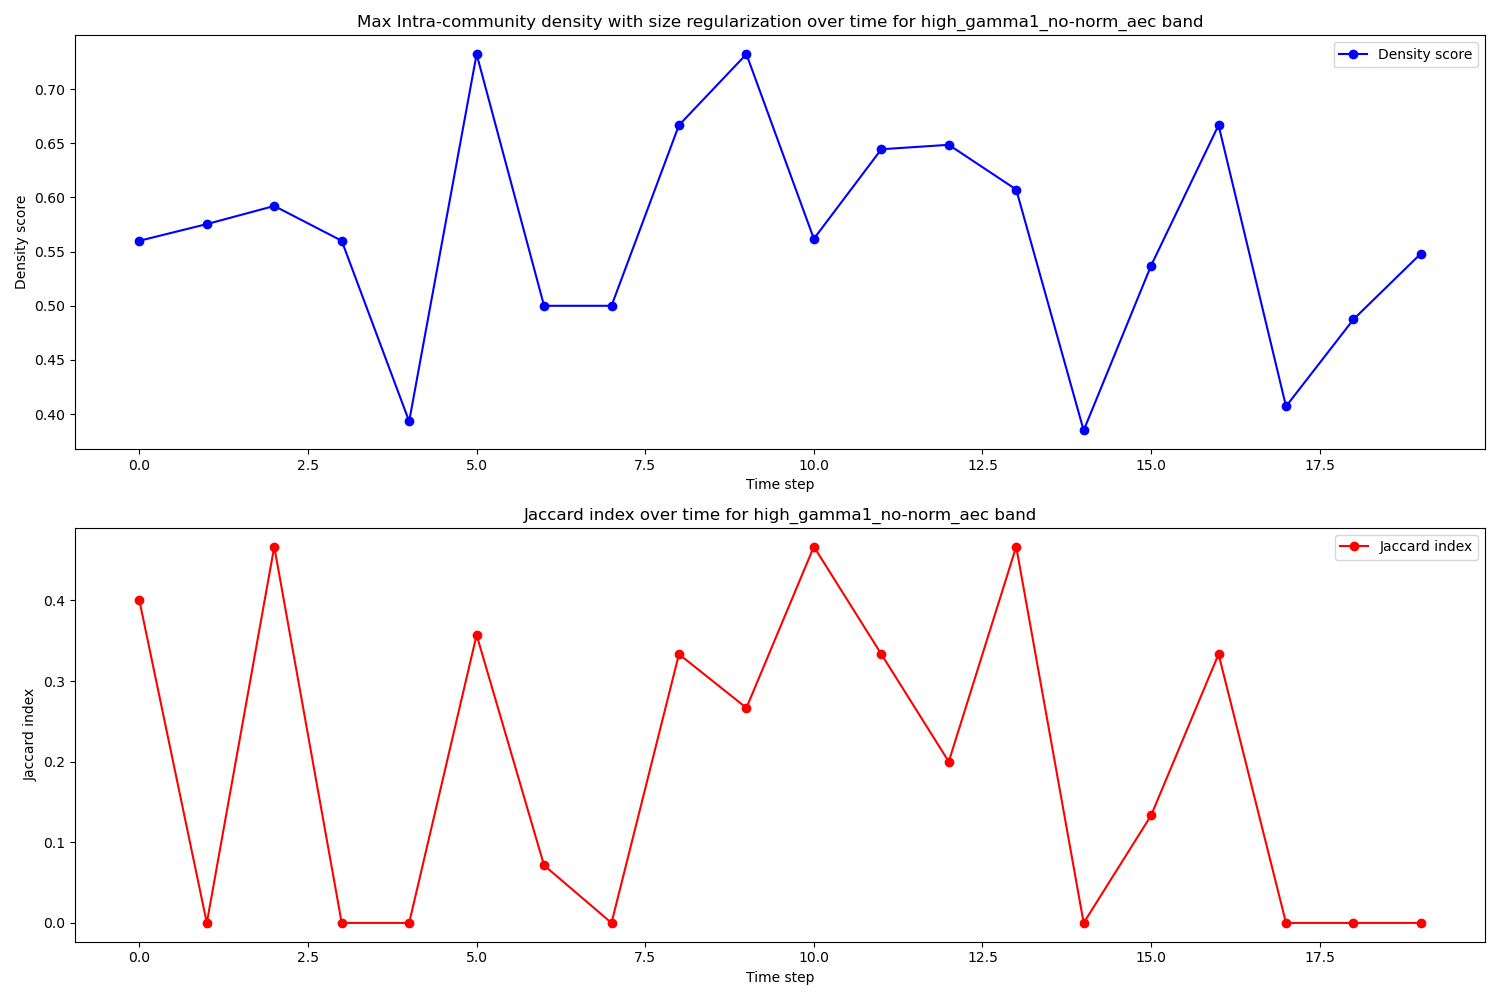 Max Intra-community density with size regularization over time for high_gamma1_no-norm_aec band
Density score
0.70
0.65
0.60
0.55
0.50
0.45
0.40
Density score
0.0 2.5 5.0 7.5 10.0 12.5 15.0 17.5
Time step
Jaccard index over time for high_gamma1_no-norm_aec band
Jaccard index
0.4
0.3
0.2
0.1
0.0
Jaccard index
0.0 2.5 5.0 7.5 10.0 12.5 15.0 17.5
Time step